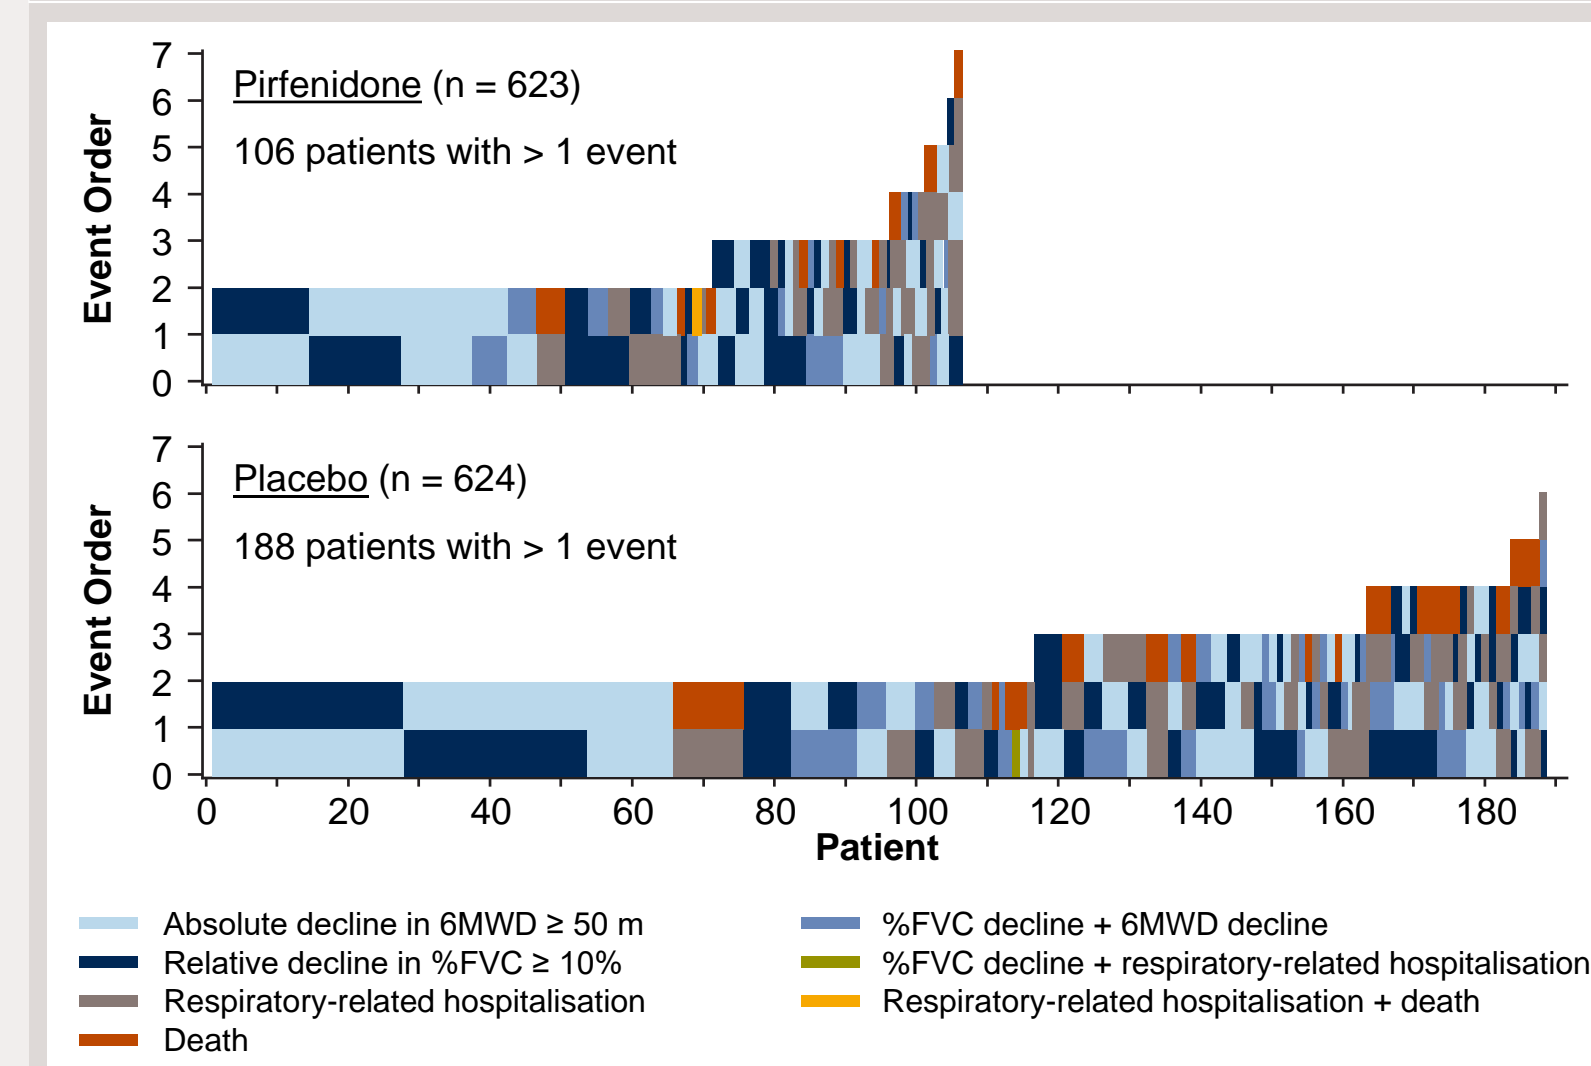 7
Pirfenidone (n = 623)
6
106 patients with > 1 event
5
4
3
2
1
0
Event Order
7
Placebo (n = 624)
6
188 patients with > 1 event
5
4
3
2
1
0
Event Order
0 20 40 60 80 100 120 140 160 180
Patient
Absolute decline in 6MWD ≥ 50 m
Relative decline in %FVC ≥ 10%
Respiratory-related hospitalisation
Death
%FVC decline + 6MWD decline
%FVC decline + respiratory-related hospitalisation
Respiratory-related hospitalisation + death